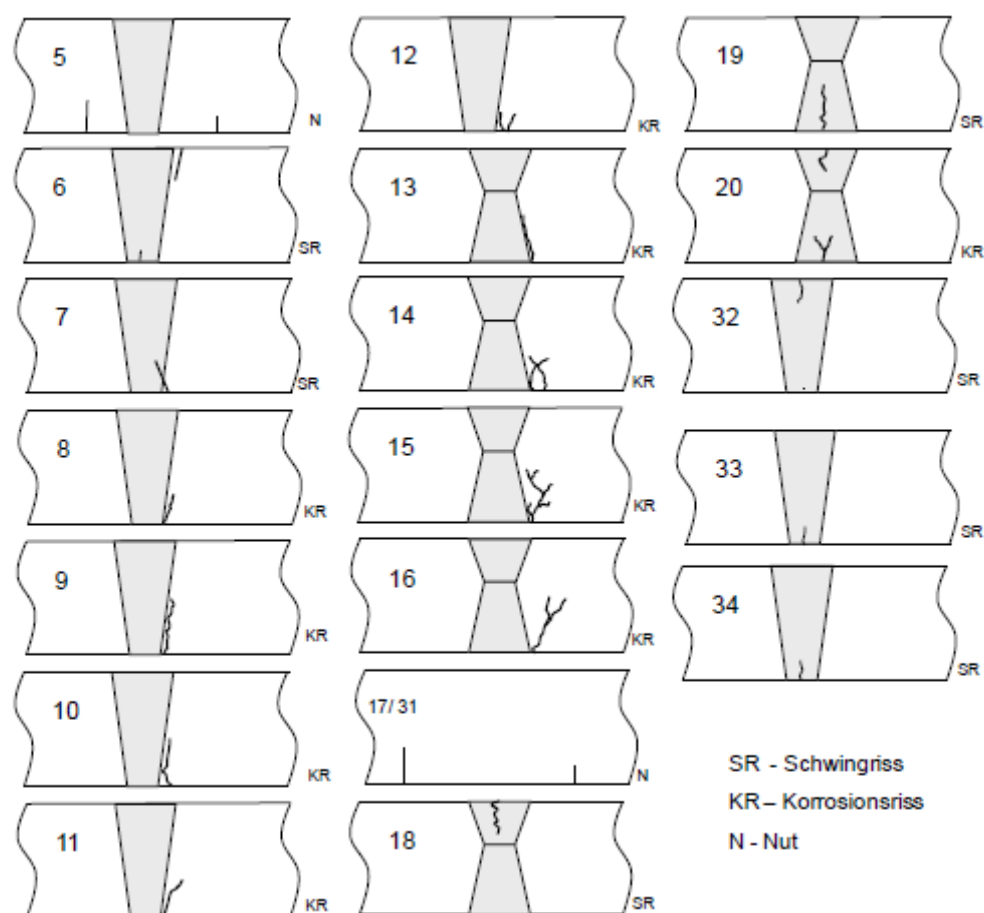 5
N
6
SR
7
SR
8
KR
9
KR
10
KR
11
KR
12
KR
13
KR
14
KR
15
KR
16
KR
17/ 31
N
18
SR
19
SR
20
KR
32
SR
33
SR
34
SR
SR - Schwingriss
KR – Korrosionsriss
N - Nut